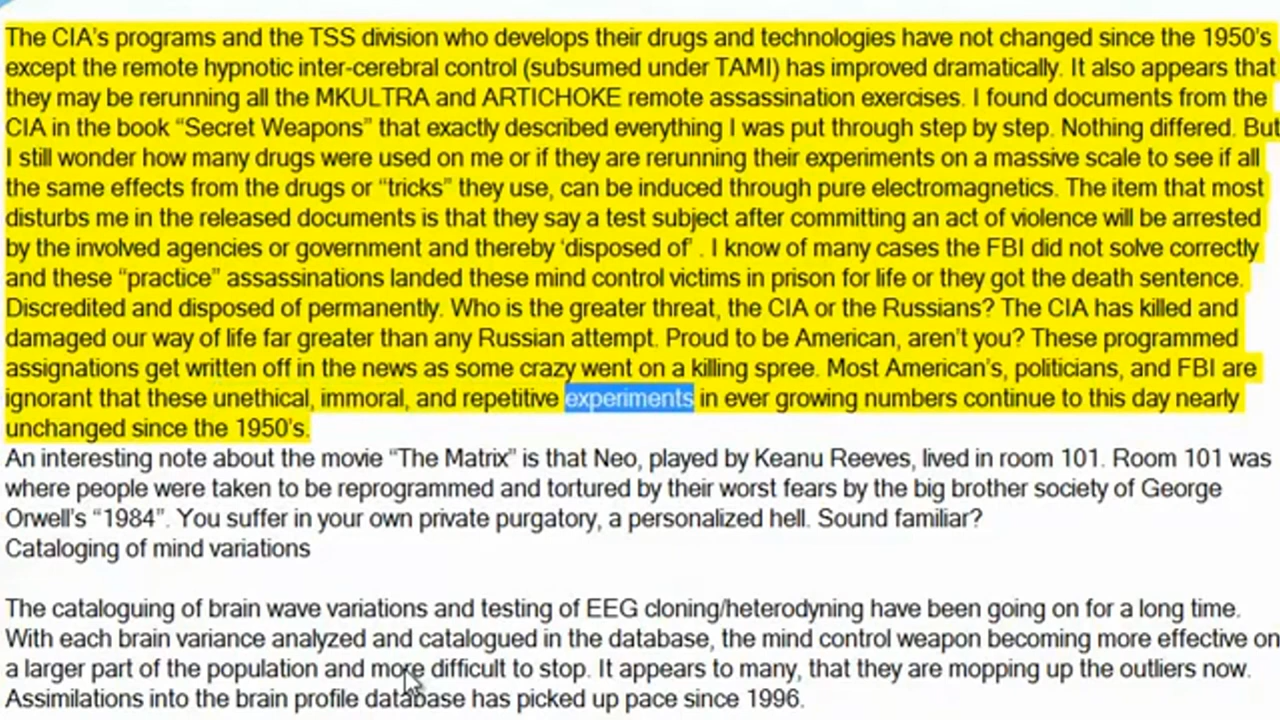 The CIA's programs and the TSS division who develops their drugs and technologies have not changed since the 1950's
except the remote hypnotic inter-cerebral control (subsumed under TAMI) has improved dramatically. It also appears that
they may be rerunning all the MKULTRA and ARTICHOKE remote assassination exercises. I found documents from the
CIA in the book “Secret Weapons” that exactly described everything I was put through step by step. Nothing differed. But
I still wonder how many drugs were used on me or if they are rerunning their experiments on a massive scale to see if all
the same effects from the drugs or “tricks” they use, can be induced through pure electromagnetics. The item that most
disturbs me in the released documents is that they say a test subject after committing an act of violence will be arrested
by the involved agencies or government and thereby ‘disposed of’ . I know of many cases the FBI did not solve correctly
and these “practice” assassinations landed these mind control victims in prison for life or they got the death sentence.
Discredited and disposed of permanently. Who is the greater threat, the CIA or the Russians? The CIA has killed and
damaged our way of life far greater than any Russian attempt. Proud to be American, aren't you? These programmed
assignations get written off in the news as some crazy went on a killing spree. Most American's, politicians, and FBI are
ignorant that these unethical, immoral, and repetitive experiments in ever growing numbers continue to this day nearly
unchanged since the 1950's.
An interesting note about the movie “The Matrix” is that Neo, played by Keanu Reeves, lived in room 101. Room 101 was
where people were taken to be reprogrammed and tortured by their worst fears by the big brother society of George
Orwell's “1984”. You suffer in your own private purgatory, a personalized hell. Sound familiar?
Cataloging of mind variations
The cataloguing of brain wave variations and testing of EEG cloning/heterodyning have been going on for a long time.
With each brain variance analyzed and catalogued in the database, the mind control weapon becoming more effective on
a larger part of the population and more difficult to stop. It appears to many, that they are mopping up the outliers now.
Assimilations into the brain profile database has picked up pace since 1996.